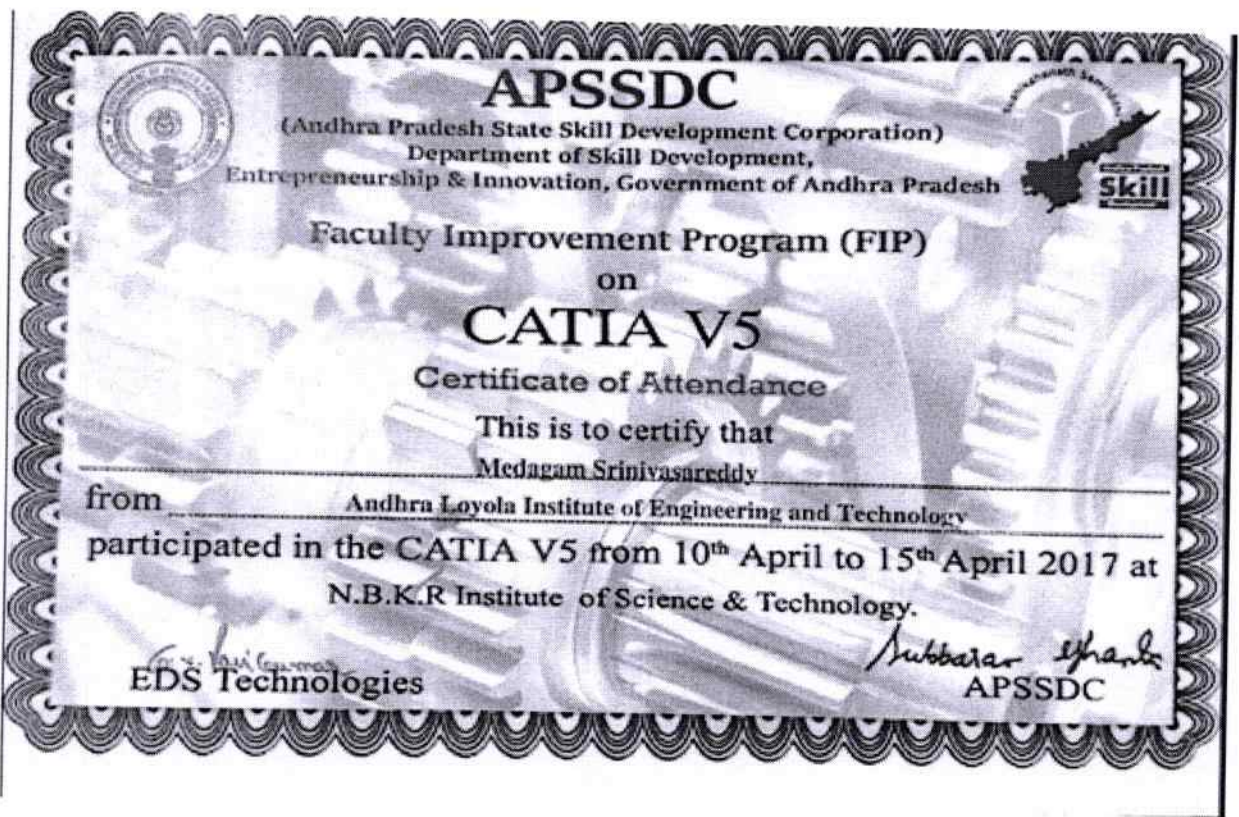 APSSDC
(Andhra Pradesh State Skill Development Corporation)
Department of Skill Development,
Entrepreneurship & Innovation, Government of Andhra Pradesh
Skill
Faculty Improvement Program (FIP)
on
CATIA V5
Certificate of Attendance
This is to certify that
Medagam Srinivasareddy
from Andhra Loyola Institute of Engineering and Technology
participated in the CATIA V5 from 10th April to 15th April 2017 at
N.B.K.R Institute of Science & Technology.
Subbarao
EDS Technologies
APSSDC